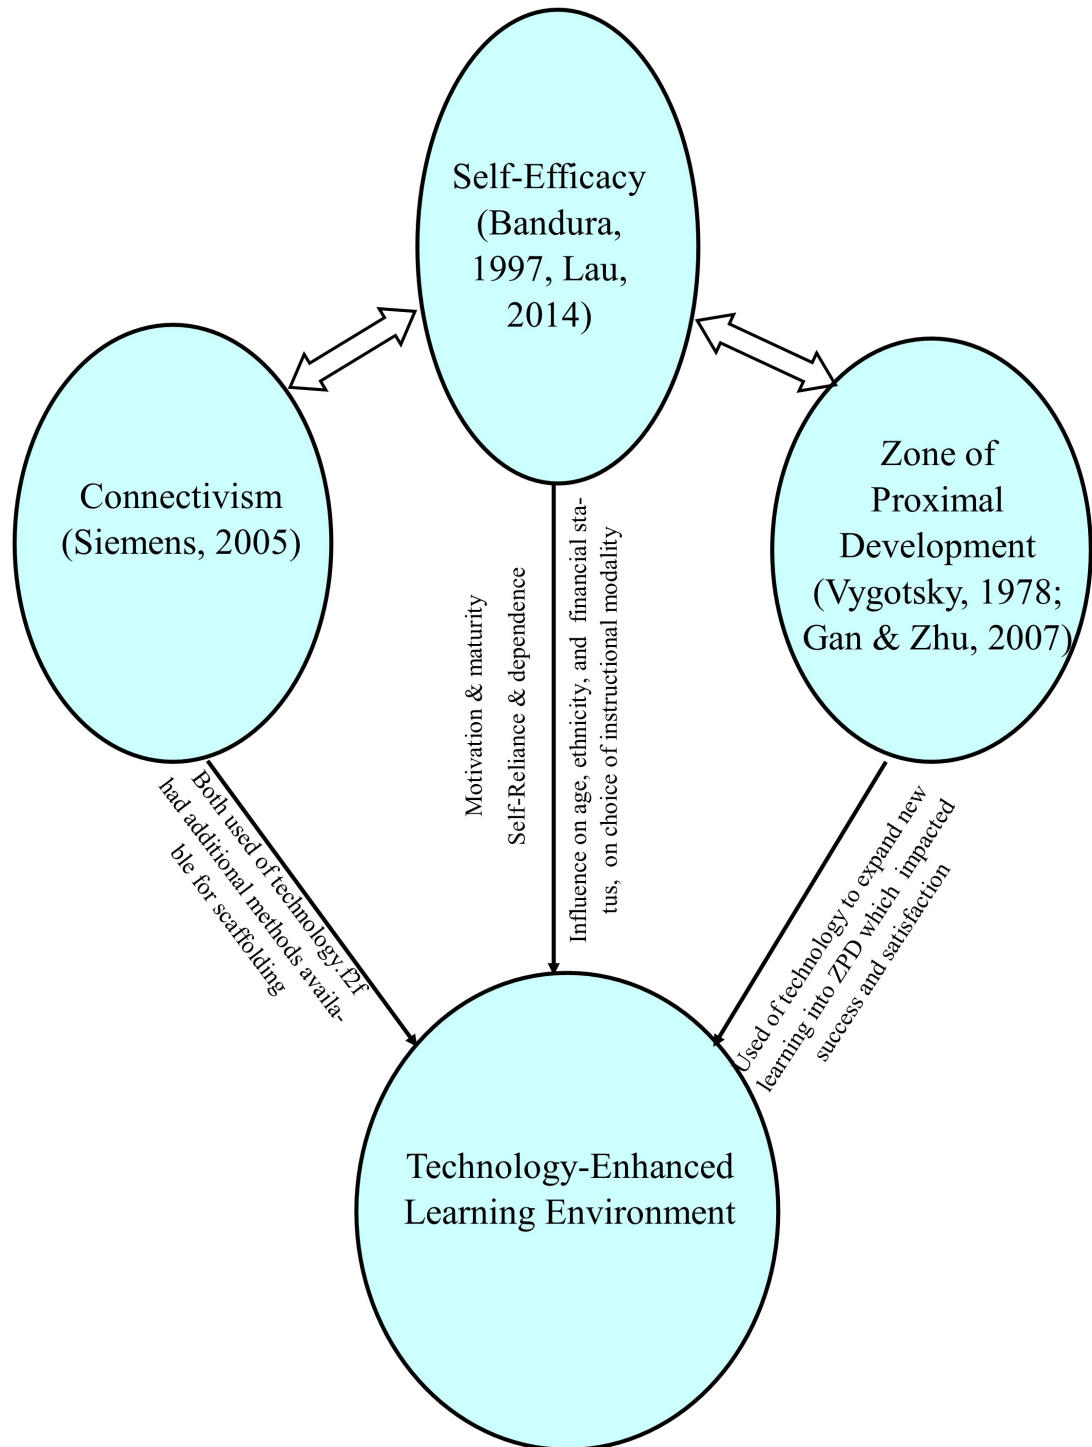 Self-Efficacy
(Bandura,
1997, Lau,
2014)
Connectivism
(Siemens, 2005)
Zone of
Proximal
Development
(Vygotsky, 1978;
Gan & Zhu, 2007)
Motivation & maturity
Self-Reliance & dependence
Influence on age, ethnicity, and financial sta-
tus, on choice of instructional modality
Both used of technology.f2f
had additional methods availa-
ble for scaffolding
Used of technology to expand new
learning into ZPD which impacted
success and satisfaction
Technology-Enhanced
Learning Environment